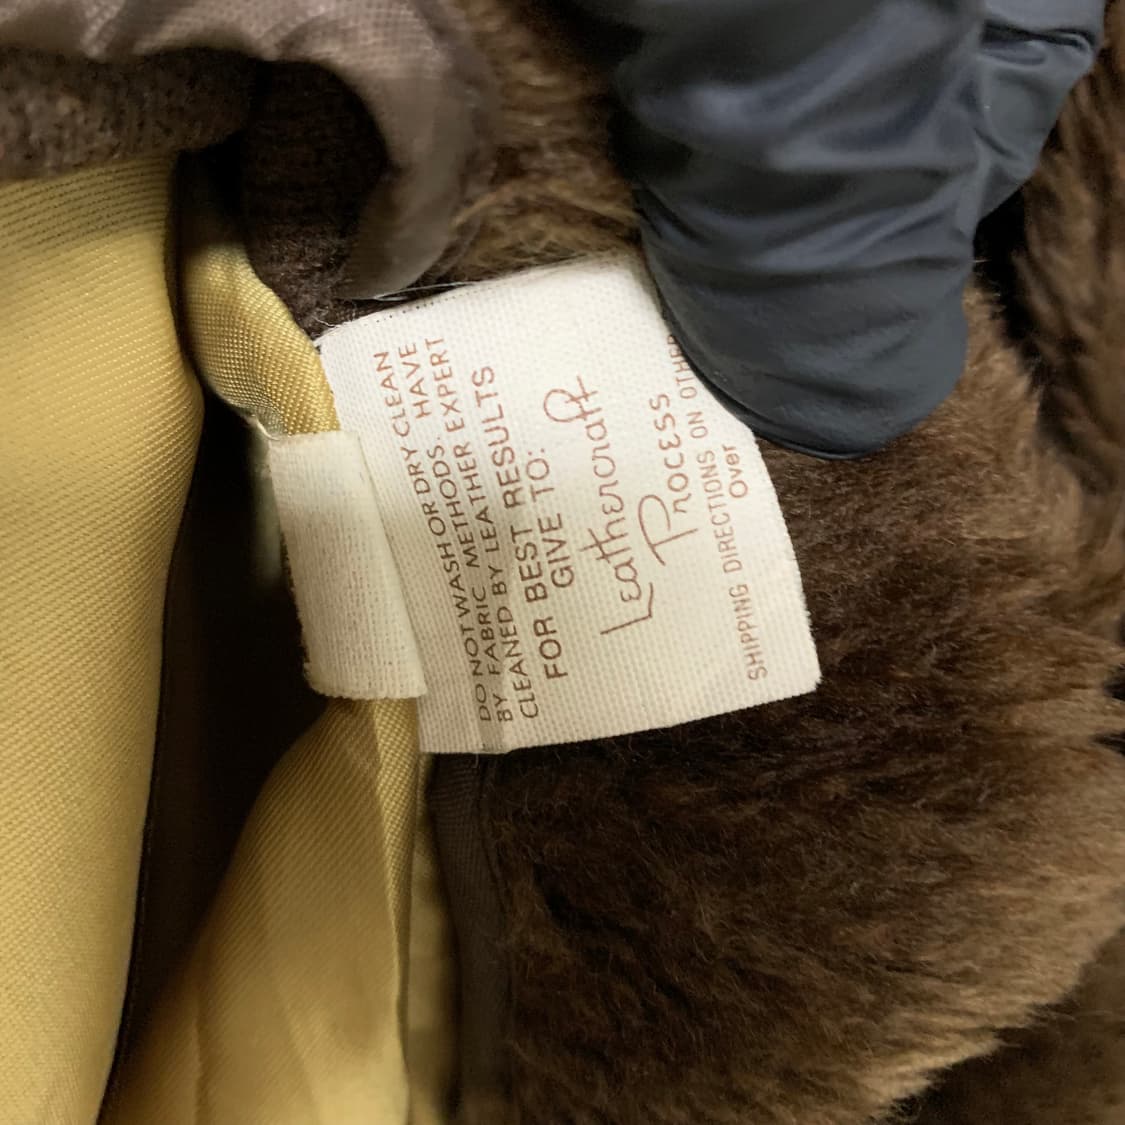 DO NOT WASH OR DRY CLEAN
BY FABRIC METHODS. HAVE
CLEANED BY LEATHER EXPERT
FOR BEST RESULTS
GIVE TO:
Leathercraft
Process
SHIPPING DIRECTIONS ON OTHER
Over